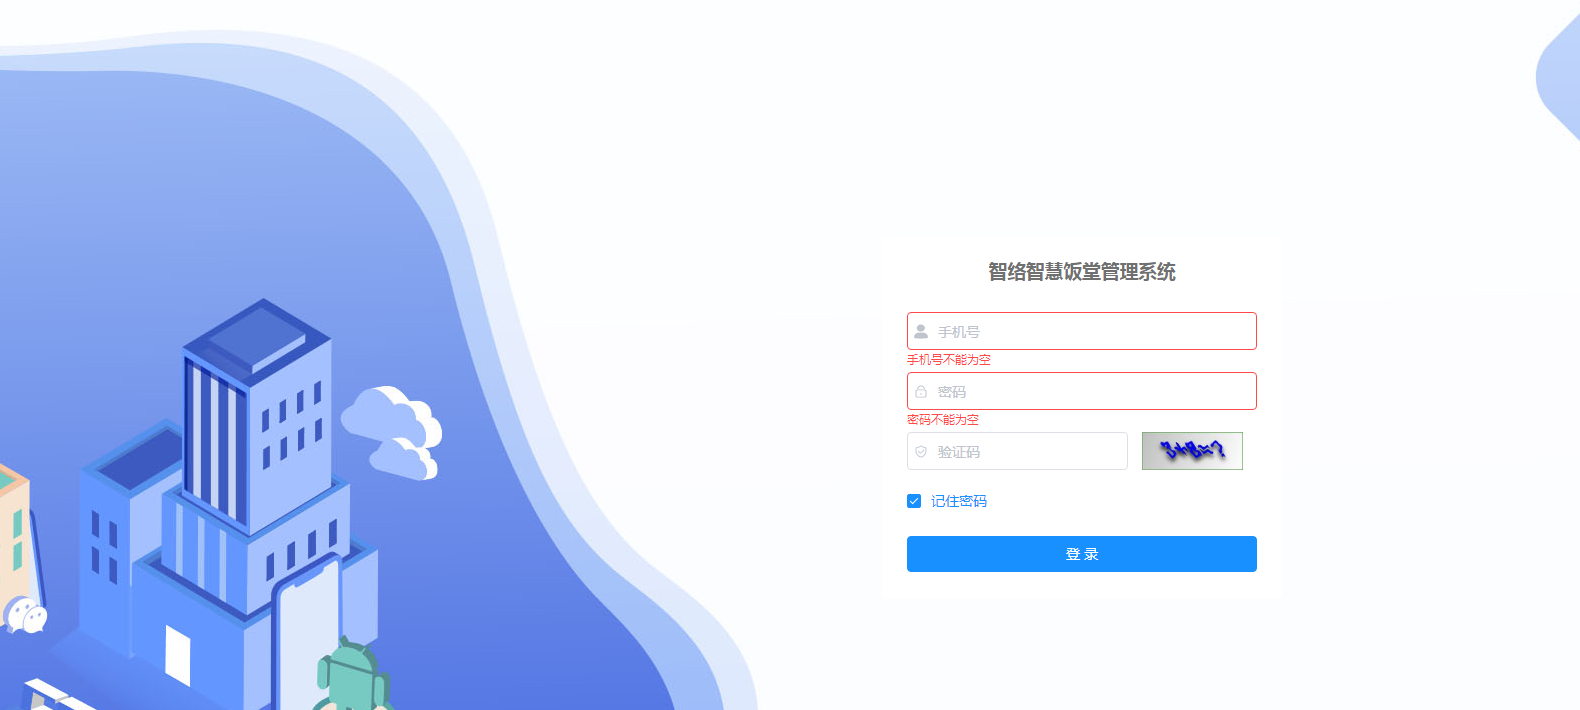 智络智慧饭堂管理系统
手机号
手机号不能为空
密码
密码不能为空
验证码
记住密码
登 录